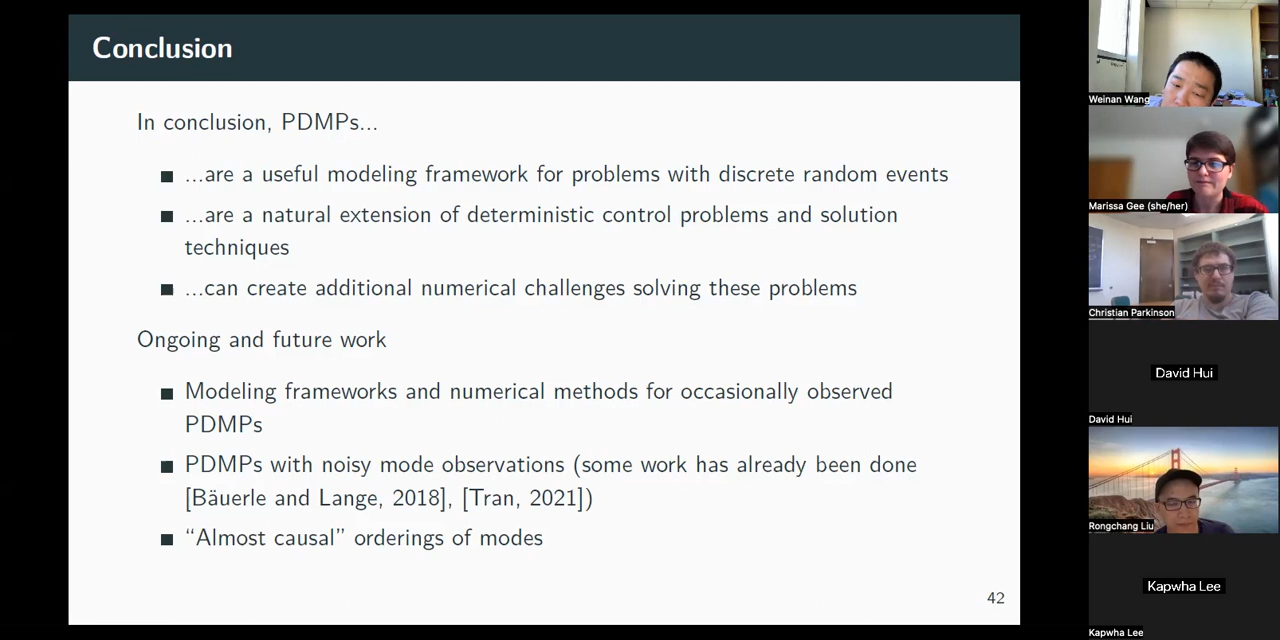 Conclusion
In conclusion, PDMPs...
...are a useful modeling framework for problems with discrete random events
...are a natural extension of deterministic control problems and solution
techniques
...can create additional numerical challenges solving these problems
Ongoing and future work
Modeling frameworks and numerical methods for occasionally observed
PDMPs
PDMPs with noisy mode observations (some work has already been done
[Bäuerle and Lange, 2018], [Tran, 2021])
“Almost causal” orderings of modes
42
Weinan Wang
Marissa Gee (she/her)
Christian Parkinson
David Hui
David Hui
Rongchang Liu
Kapwha Lee
Kapwha Lee